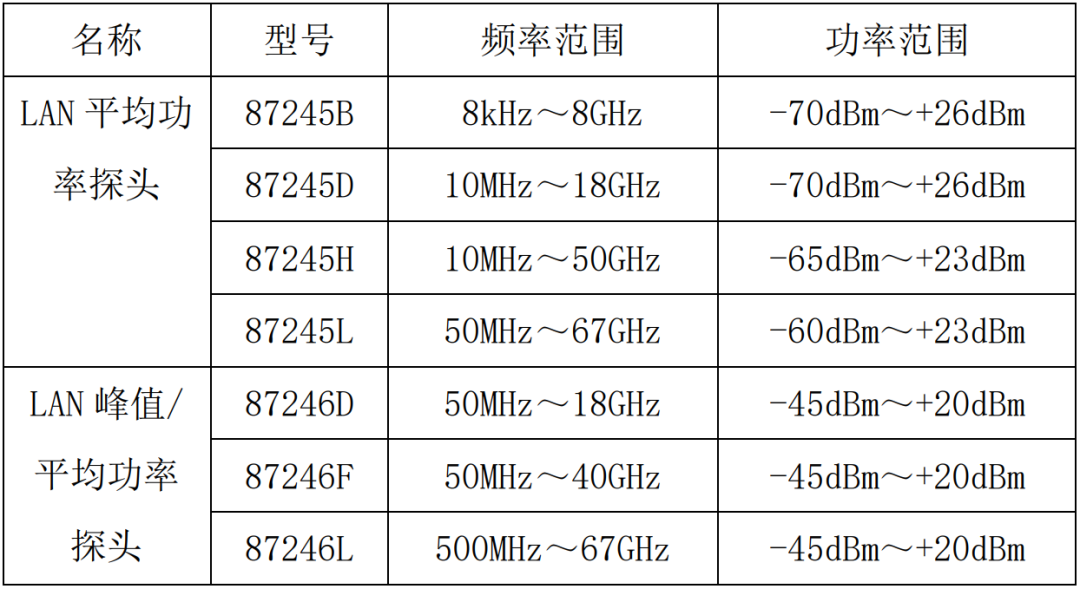 名称 型号 频率范围 功率范围
LAN 平均功
率探头
87245B 8kHz～8GHz -70dBm～+26dBm
87245D 10MHz～18GHz -70dBm～+26dBm
87245H 10MHz～50GHz -65dBm～+23dBm
87245L 50MHz～67GHz -60dBm～+23dBm
LAN 峰值/
平均功率
探头
87246D 50MHz～18GHz -45dBm～+20dBm
87246F 50MHz～40GHz -45dBm～+20dBm
87246L 500MHz～67GHz -45dBm～+20dBm